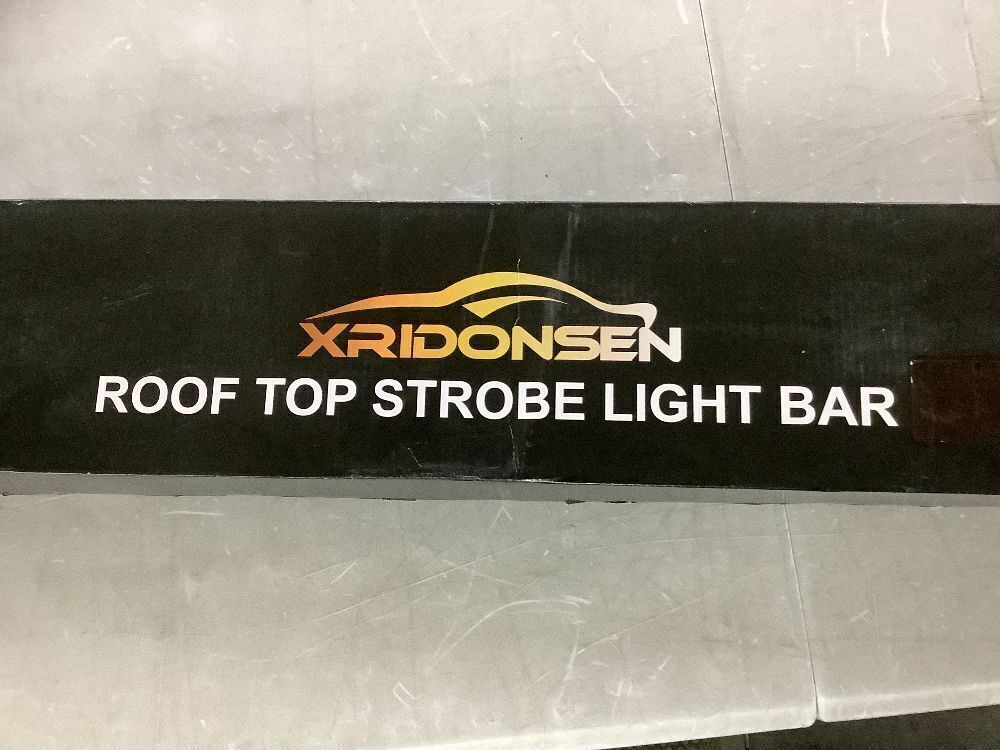 XRIDONSEN
ROOF TOP STROBE LIGHT BAR